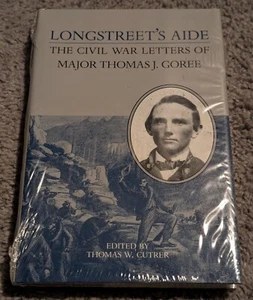 LONGSTREET'S AIDE
THE CIVIL WAR LETTERS OF
MAJOR THOMAS J. GOREE
EDITED BY
THOMAS W. CUTRER